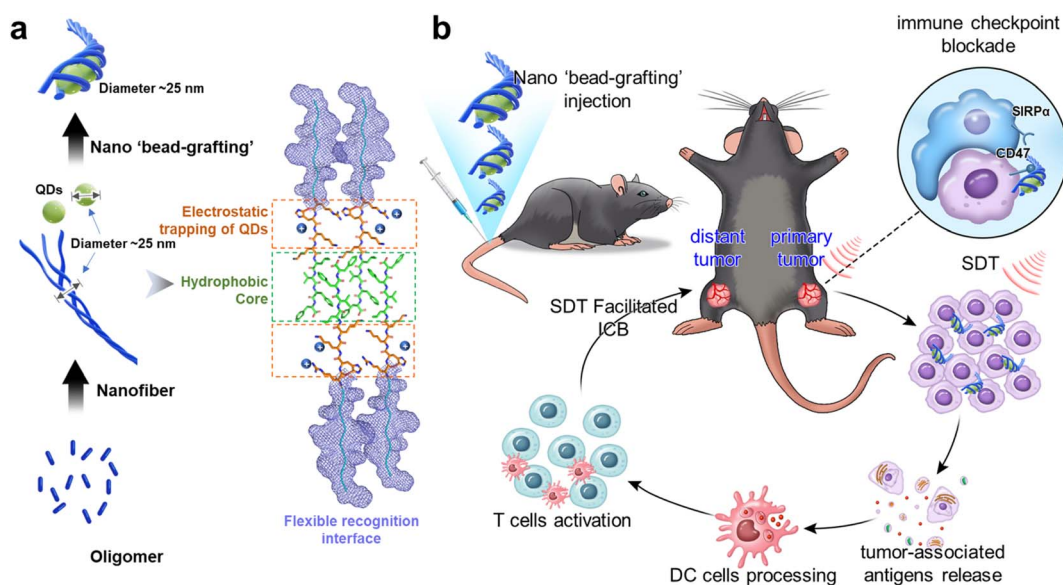 a
Diameter ~25 nm
Nano 'bead-grafting'
QDs
Diameter ~25 nm
Nanofiber
Oligomer
Electrostatic
trapping of QDs
Hydrophobic
Core
Flexible recognition
interface
b
Nano 'bead-grafting'
injection
immune checkpoint
blockade
SIRPα
CD47
distant
tumor
primary
tumor
SDT
SDT Facilitated
ICB
T cells activation
DC cells processing
tumor-associated
antigens release